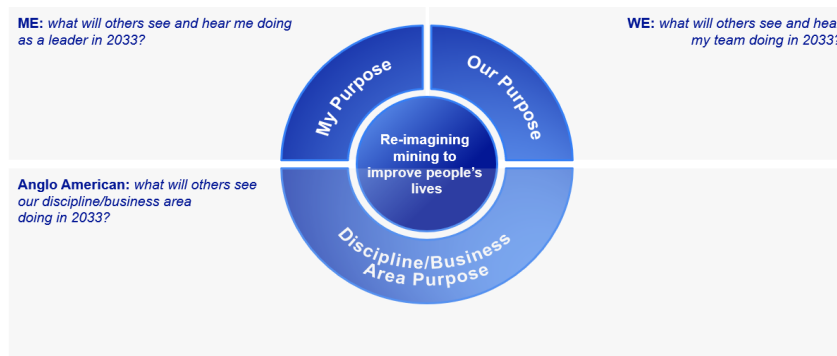 ME: what will others see and hear me doing
as a leader in 2033?
WE: what will others see and hear
my team doing in 2033?
My Purpose
Our Purpose
Re-imagining
mining to
improve people's
lives
Anglo American: what will others see
our discipline/business area
doing in 2033?
Discipline/Business
Area Purpose